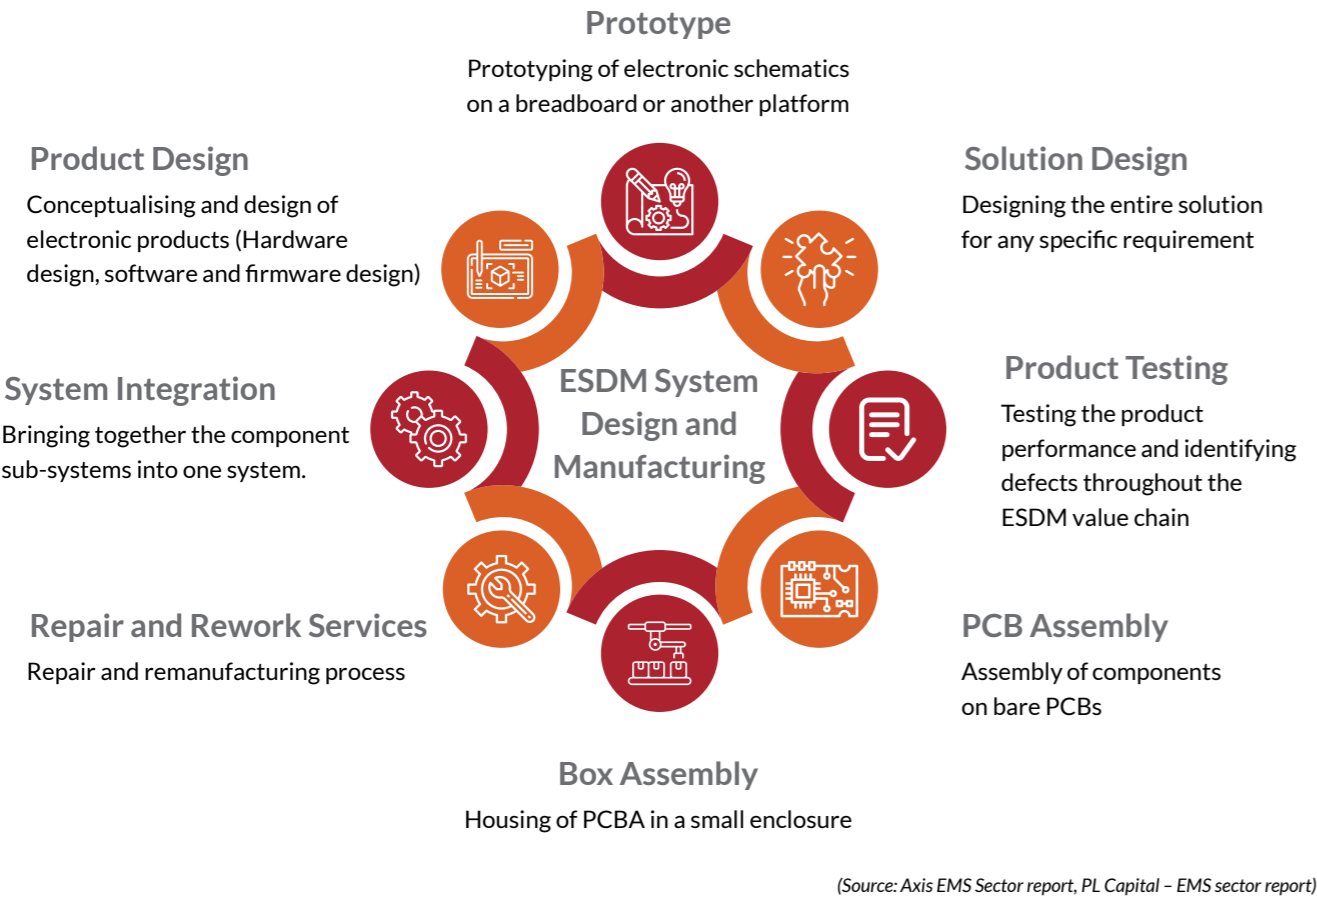 Prototype
Prototyping of electronic schematics
on a breadboard or another platform
Product Design
Conceptualising and design of
electronic products (Hardware
design, software and firmware design)
Solution Design
Designing the entire solution
for any specific requirement
System Integration
Bringing together the component
sub-systems into one system.
ESDM System
Design and
Manufacturing
Product Testing
Testing the product
performance and identifying
defects throughout the
ESDM value chain
Repair and Rework Services
Repair and remanufacturing process
PCB Assembly
Assembly of components
on bare PCBs
Box Assembly
Housing of PCBA in a small enclosure
(Source: Axis EMS Sector report, PL Capital – EMS sector report)